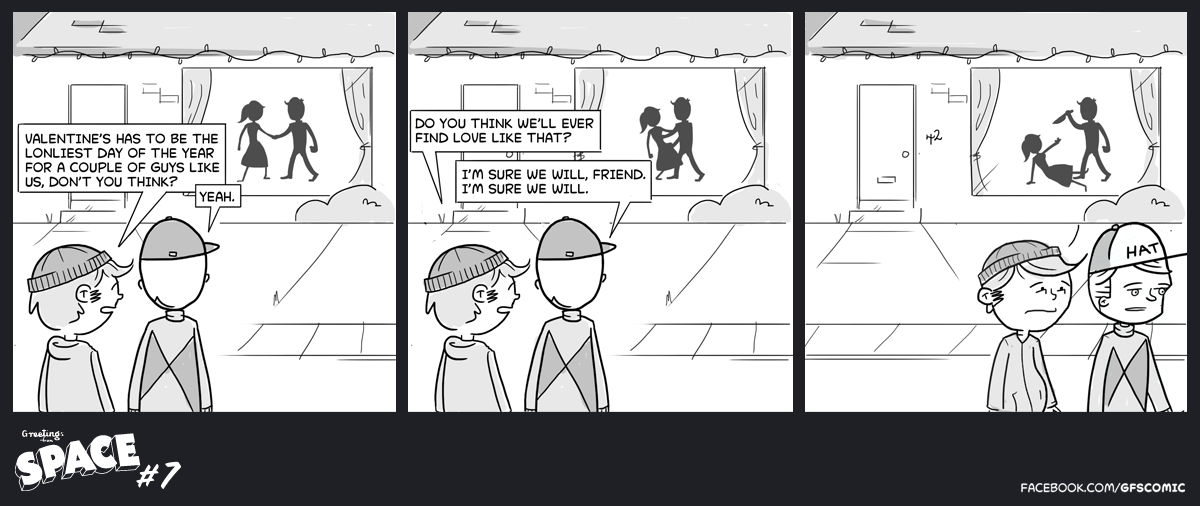 VALENTINE'S HAS TO BE THE
LONLIEST DAY OF THE YEAR
FOR A COUPLE OF GUYS LIKE
US, DON'T YOU THINK?
YEAH.
DO YOU THINK WE'LL EVER
FIND LOVE LIKE THAT?
I'M SURE WE WILL, FRIEND.
I'M SURE WE WILL.
42
HAT
Greetings
from
SPACE #7
FACEBOOK.COM/GFSCOMIC